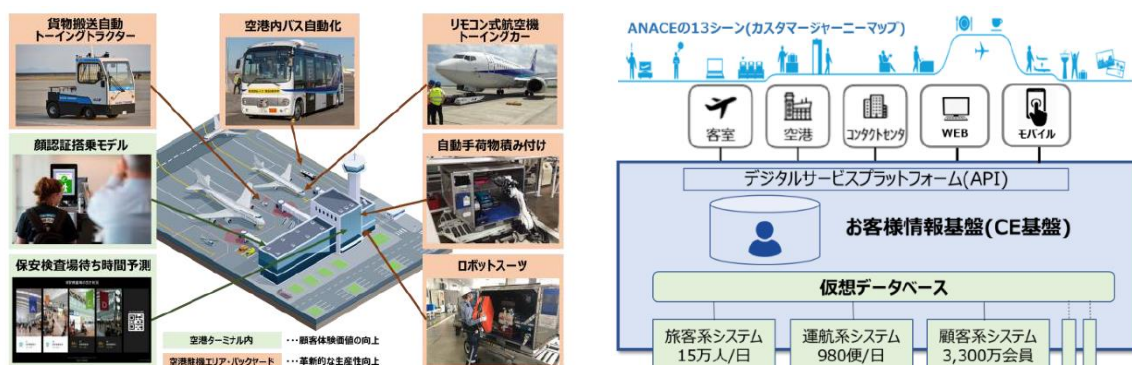 貨物搬送自動
トーイングトラクター
空港内バス自動化
リモコン式航空機
トーイングカー
顔認証搭乗モデル
自動手荷物積み付け
保安検査場待ち時間予測
ロボットスーツ
空港ターミナル内 ・・・顧客体験価値の向上
空港駐機エリア・バックヤード ・・・革新的な生産性向上
ANACEの13シーン(カスタマージャーニーマップ)
客室
空港
コンタクトセンタ
WEB
モバイル
デジタルサービスプラットフォーム(API)
お客様情報基盤(CE基盤)
仮想データベース
旅客系システム
15万人/日
運航系システム
980便/日
顧客系システム
3,300万会員